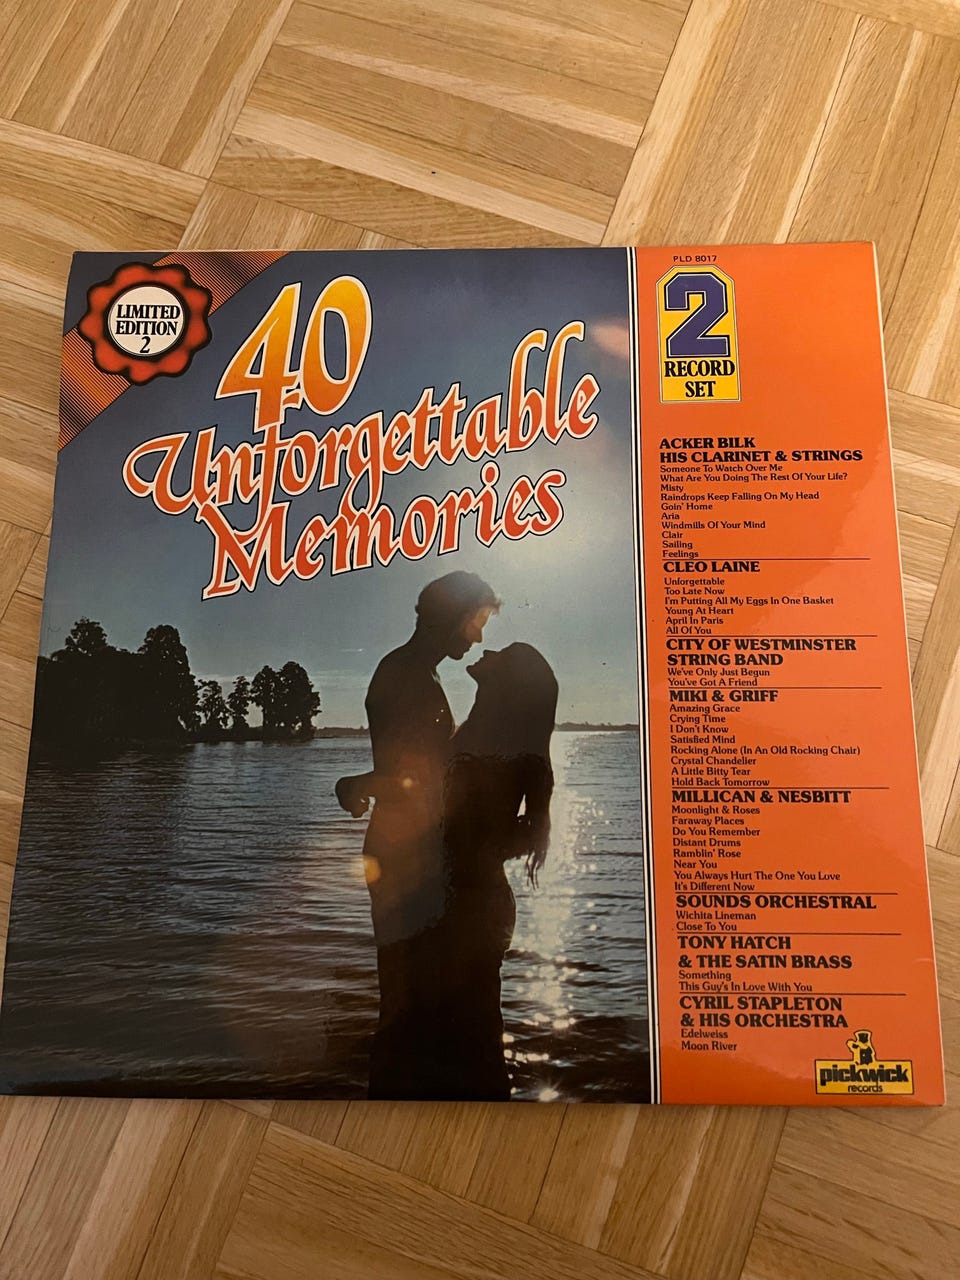 LIMITED
EDITION
2
40
Unforgettable
Memories
PLD 8017
2
RECORD
SET
ACKER BILK
HIS CLARINET & STRINGS
Someone To Watch Over Me
What Are You Doing The Rest Of Your Life?
Misty
Raindrops Keep Falling On My Head
Goin' Home
Aria
Windmills Of Your Mind
Clair
Sailing
Feelings
CLEO LAINE
Unforgettable
Too Late Now
I'm Putting All My Eggs In One Basket
Young At Heart
April In Paris
All Of You
CITY OF WESTMINSTER
STRING BAND
We've Only Just Begun
You've Got A Friend
MIKI & GRIFF
Amazing Grace
Crying Time
I Don't Know
Satisfied Mind
Rocking Alone (In An Old Rocking Chair)
Crystal Chandelier
A Little Bitty Tear
Hold Back Tomorrow
MILLICAN & NESBITT
Moonlight & Roses
Faraway Places
Do You Remember
Distant Drums
Ramblin' Rose
Near You
You Always Hurt The One You Love
It's Different Now
SOUNDS ORCHESTRAL
Wichita Lineman
Close To You
TONY HATCH
& THE SATIN BRASS
Something
This Guy's In Love With You
CYRIL STAPLETON
& HIS ORCHESTRA
Edelweiss
Moon River
pickwick
records